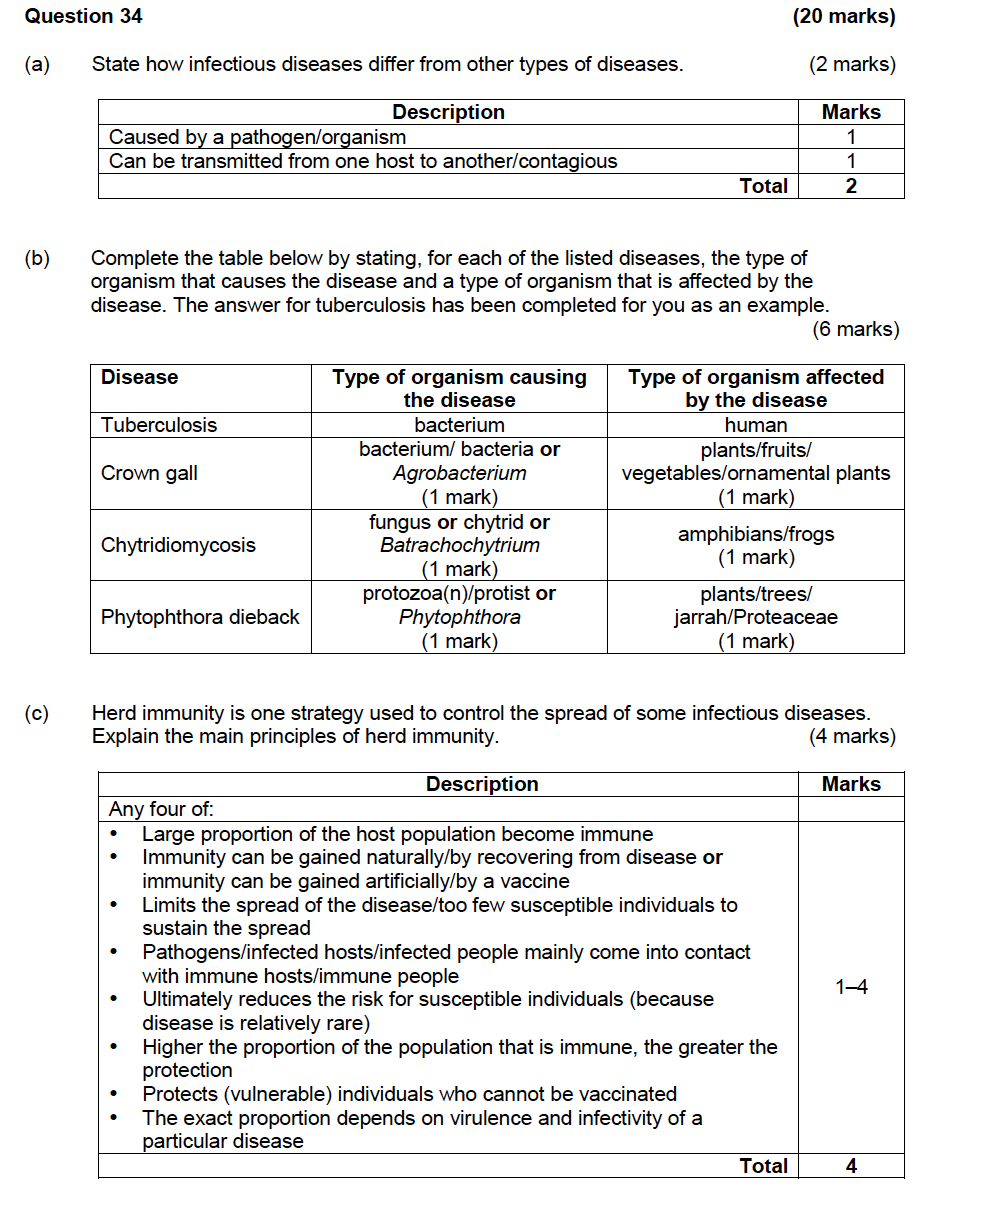 Question 34 (20 marks)
(a) State how infectious diseases differ from other types of diseases. (2 marks)
Description Marks
Caused by a pathogen/organism 1
Can be transmitted from one host to another/contagious 1
Total 2
(b) Complete the table below by stating, for each of the listed diseases, the type of
organism that causes the disease and a type of organism that is affected by the
disease. The answer for tuberculosis has been completed for you as an example.
(6 marks)
Disease Type of organism causing Type of organism affected
the disease by the disease
Tuberculosis bacterium human
bacterium/ bacteria or plants/fruits/
Crown gall Agrobacterium vegetables/ornamental plants
(1 mark) (1 mark)
fungus or chytrid or amphibians/frogs
Chytridiomycosis Batrachochytrium (1 mark)
(1 mark)
protozoa(n)/protist or plants/trees/
Phytophthora dieback Phytophthora jarrah/Proteaceae
(1 mark) (1 mark)
(c) Herd immunity is one strategy used to control the spread of some infectious diseases.
Explain the main principles of herd immunity. (4 marks)
Description Marks
Any four of:
• Large proportion of the host population become immune
• Immunity can be gained naturally/by recovering from disease or
immunity can be gained artificially/by a vaccine
• Limits the spread of the disease/too few susceptible individuals to
sustain the spread
• Pathogens/infected hosts/infected people mainly come into contact
with immune hosts/immune people
1–4
• Ultimately reduces the risk for susceptible individuals (because
disease is relatively rare)
• Higher the proportion of the population that is immune, the greater the
protection
• Protects (vulnerable) individuals who cannot be vaccinated
• The exact proportion depends on virulence and infectivity of a
particular disease
Total 4